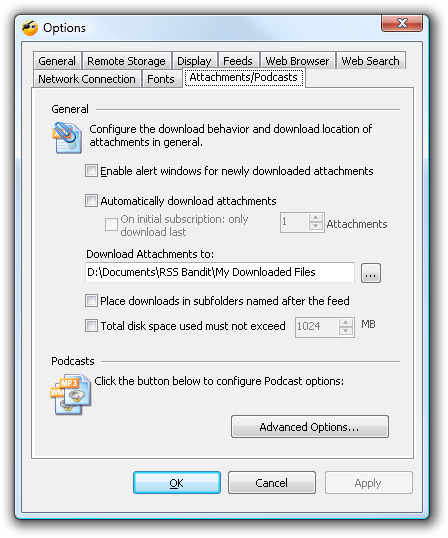 Options
General Remote Storage Display Feeds Web Browser Web Search
Network Connection Fonts Attachments/Podcasts
General
Configure the download behavior and download location of
attachments in general.
Enable alert windows for newly downloaded attachments
Automatically download attachments
On initial subscription: only
download last
1 Attachments
Download Attachments to:
D:\Documents\RSS Bandit\My Downloaded Files ...
Place downloads in subfolders named after the feed
Total disk space used must not exceed 1024 MB
Podcasts
MP3
WM
Click the button below to configure Podcast options:
Advanced Options...
OK Cancel Apply